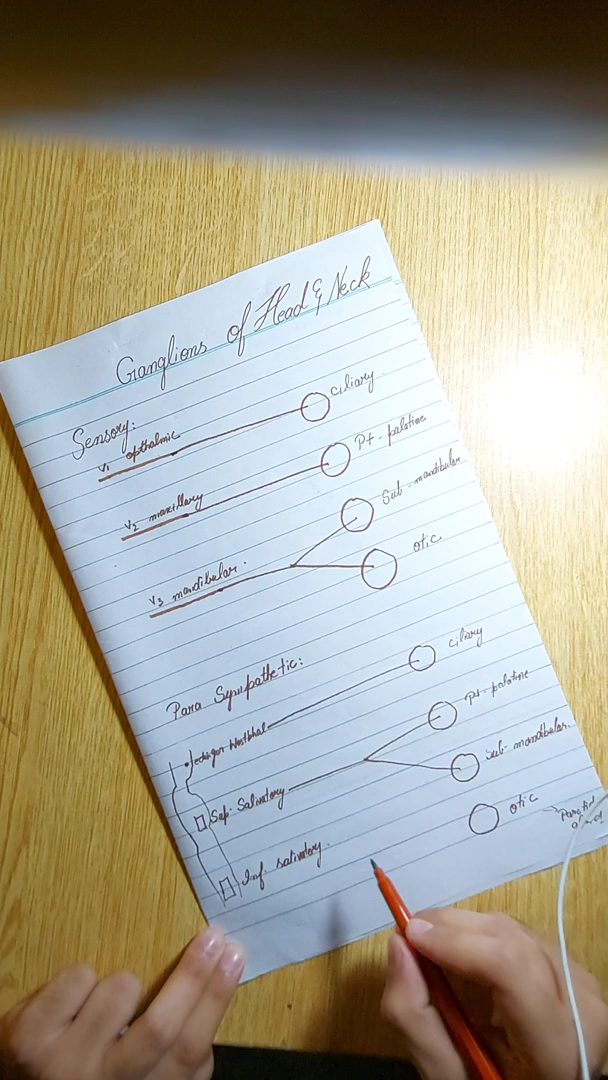 Ganglions of Head & Neck
Sensory:
V1 opthalmic
ciliary
V2 maxillary
Pt - palatine
V3 mandibular.
Sub - mandibular
otic
Para Sympathetic:
ciliary
Westbhal
Pt - palatine
Sup. Salivatory
Sub - mandibular.
otic
Inf. salivatory.